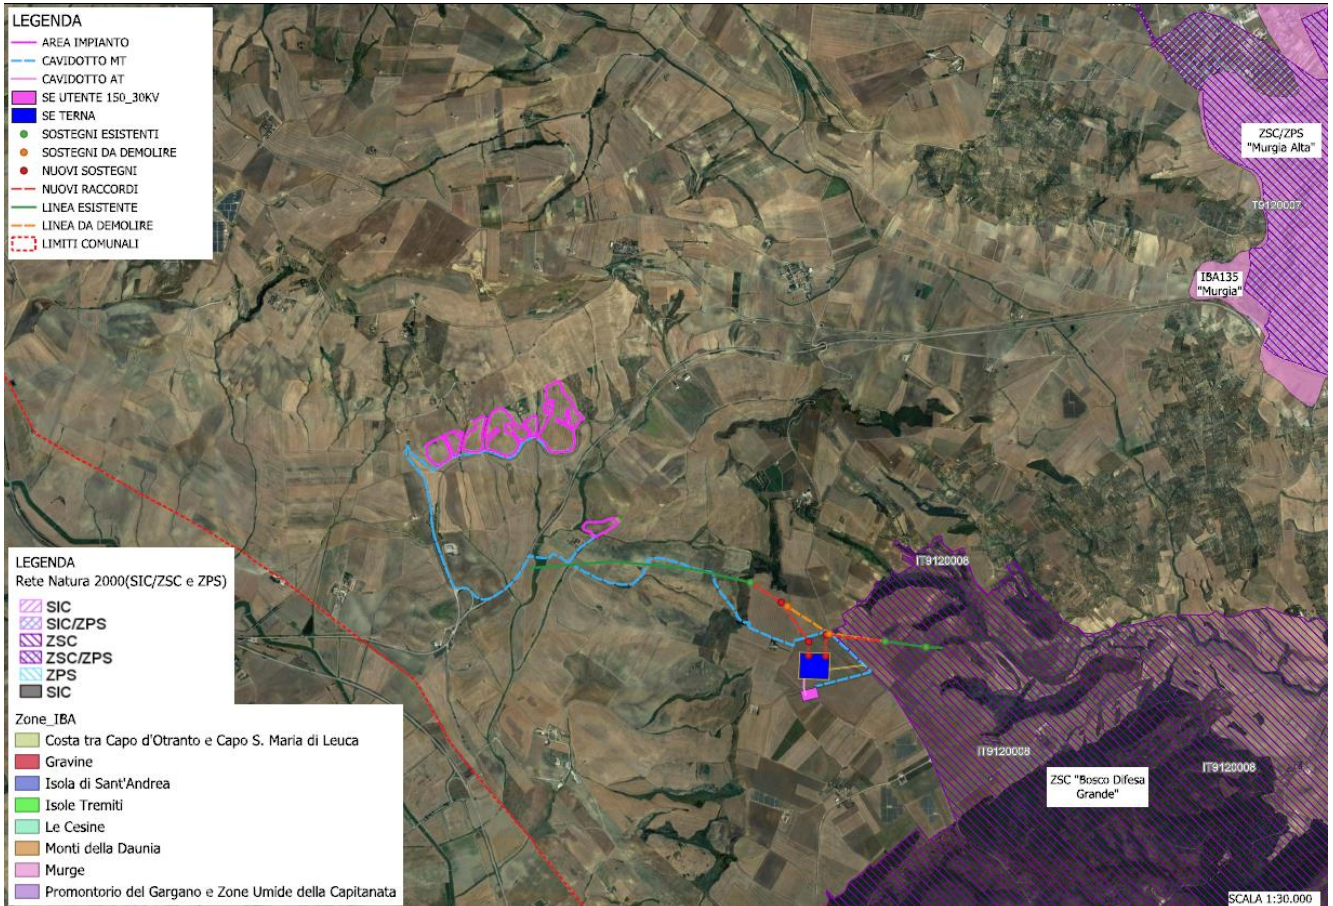 LEGENDA
AREA IMPIANTO
CAVIDOTTO MT
CAVIDOTTO AT
SE UTENTE 150_30KV
SE TERNA
SOSTEGNI ESISTENTI
SOSTEGNI DA DEMOLIRE
NUOVI SOSTEGNI
NUOVI RACCORDI
LINEA ESISTENTE
LINEA DA DEMOLIRE
LIMITI COMUNALI
ZSC/ZPS
"Murgia Alta"
IT9120007
IBA135
"Murgia"
LEGENDA
Rete Natura 2000(SIC/ZSC e ZPS)
SIC
SIC/ZPS
ZSC
ZSC/ZPS
ZPS
SIC
Zone_IBA
Costa tra Capo d'Otranto e Capo S. Maria di Leuca
Gravine
Isola di Sant'Andrea
Isole Tremiti
Le Cesine
Monti della Daunia
Murge
Promontorio del Gargano e Zone Umide della Capitanata
IT9120008
IT9120008
IT9120008
ZSC "Bosco Difesa
Grande"
SCALA 1:30.000